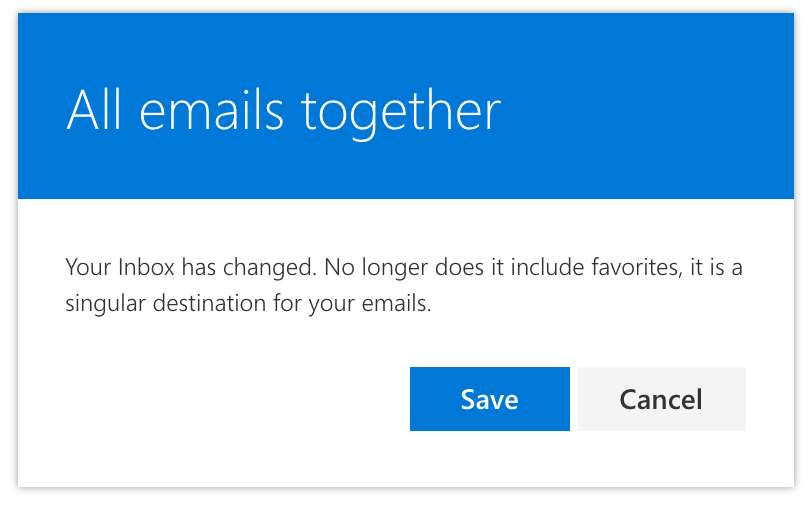 All emails together
Your Inbox has changed. No longer does it include favorites, it is a
singular destination for your emails.
Save Cancel